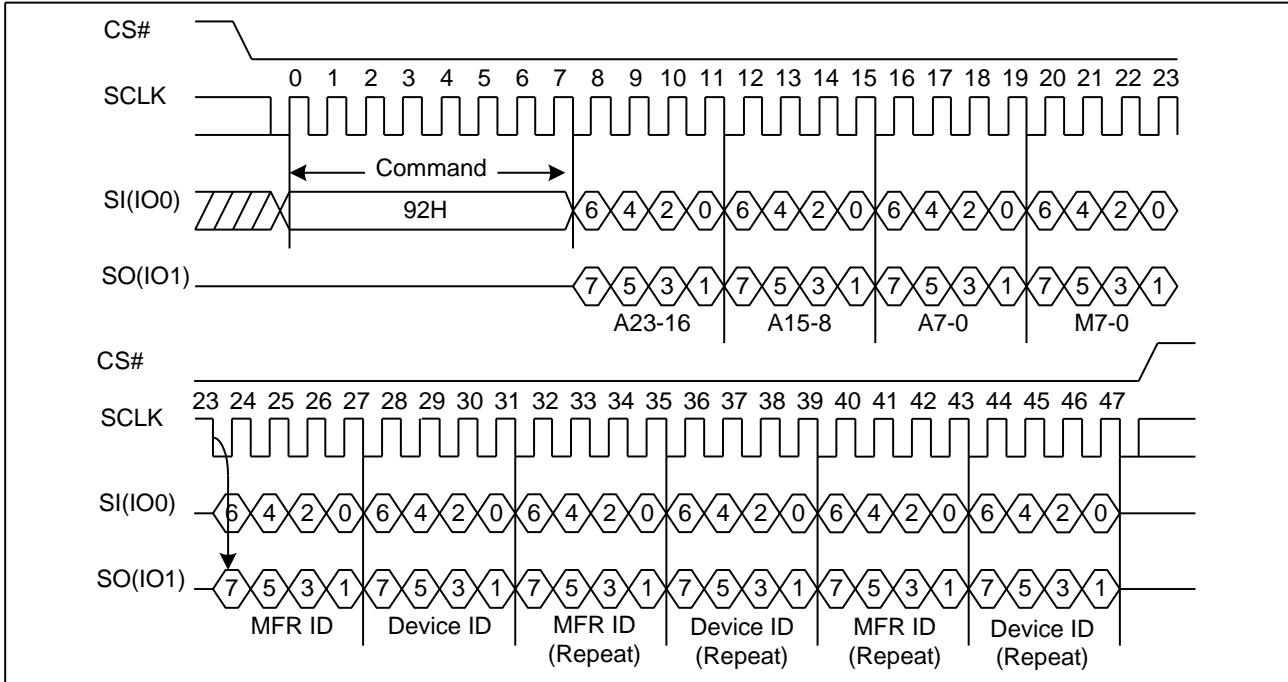 CS#
0 1 2 3 4 5 6 7 8 9 10 11 12 13 14 15 16 17 18 19 20 21 22 23
SCLK
Command
SI(IO0)
92H 6 4 2 0 6 4 2 0 6 4 2 0 6 4 2 0
SO(IO1) 7 5 3 1 7 5 3 1 7 5 3 1 7 5 3 1
A23-16 A15-8 A7-0 M7-0
CS#
23 24 25 26 27 28 29 30 31 32 33 34 35 36 37 38 39 40 41 42 43 44 45 46 47
SCLK
SI(IO0) 6 4 2 0 6 4 2 0 6 4 2 0 6 4 2 0 6 4 2 0 6 4 2 0
SO(IO1) 7 5 3 1 7 5 3 1 7 5 3 1 7 5 3 1 7 5 3 1 7 5 3 1
MFR ID Device ID MFR ID Device ID MFR ID Device ID
(Repeat) (Repeat) (Repeat) (Repeat)